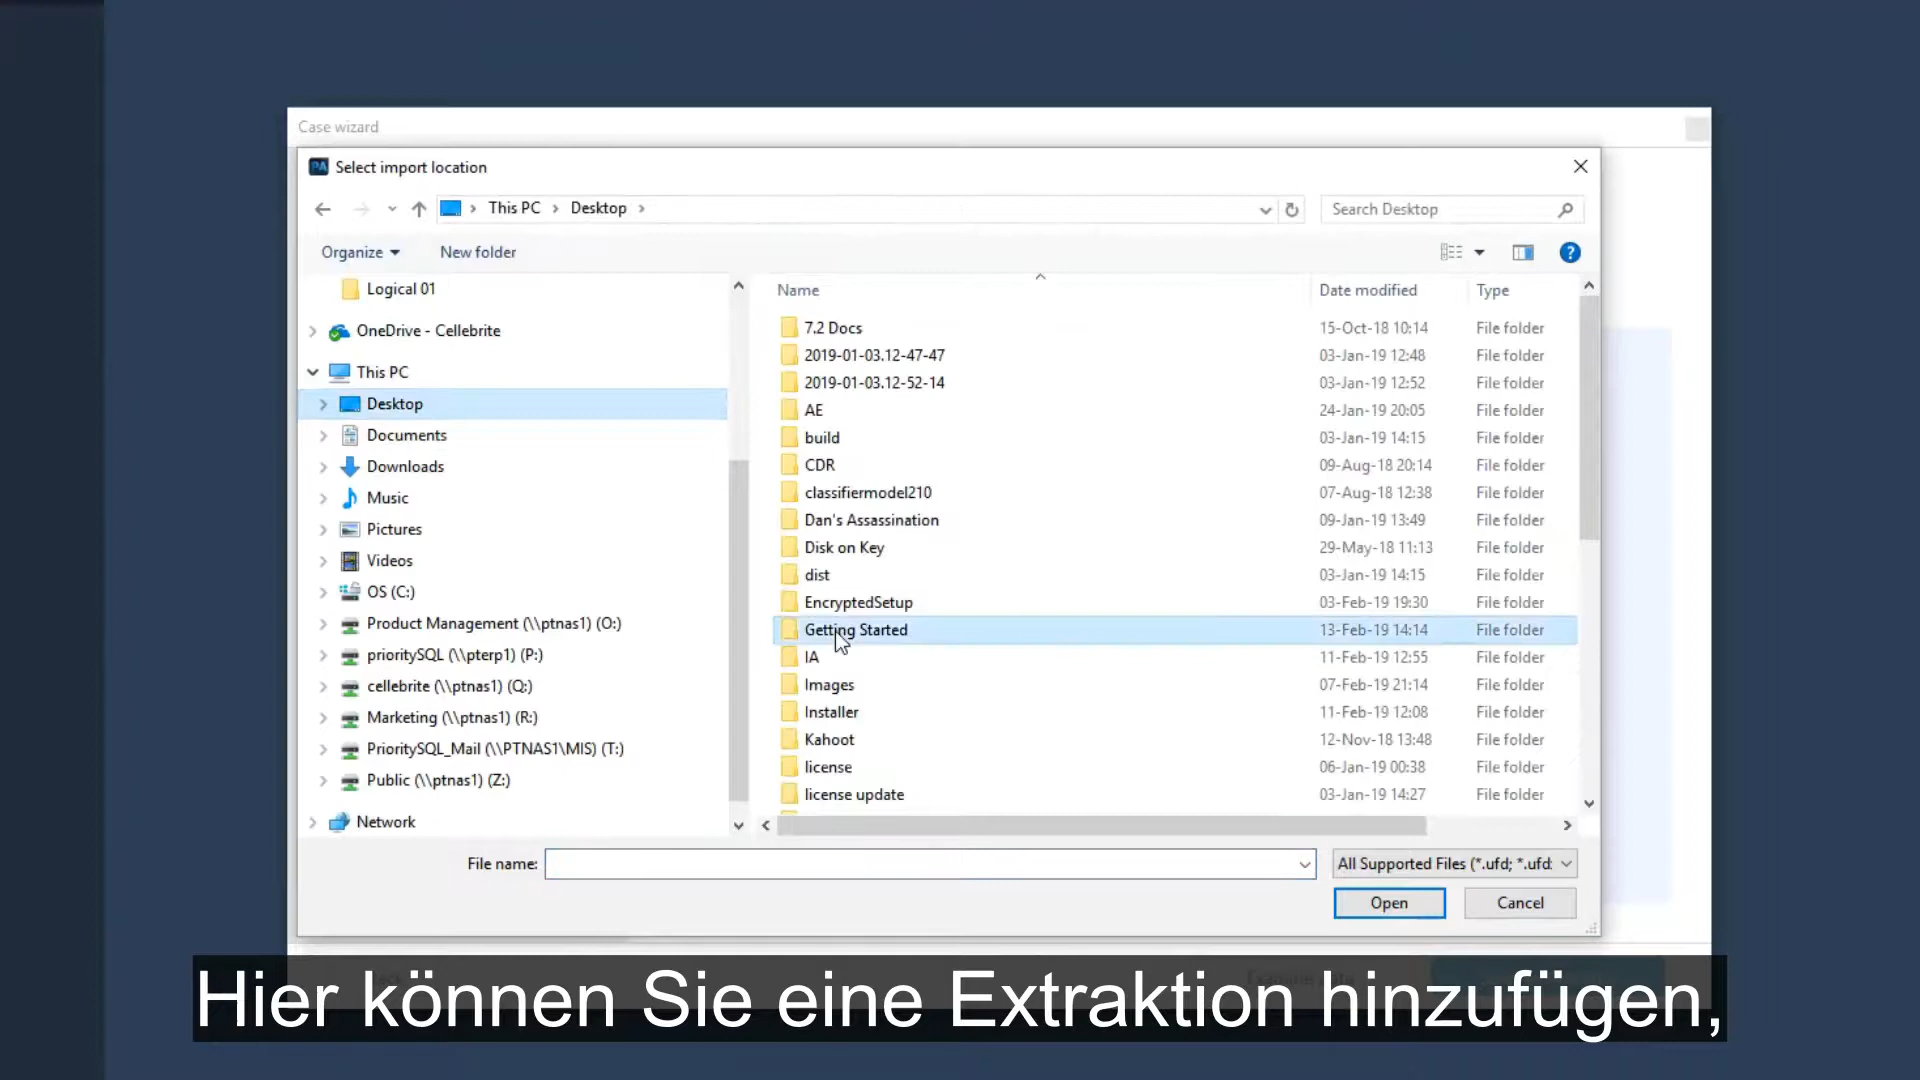 Case wizard
PA Select import location
This PC Desktop
Search Desktop
Organize New folder
?
Logical 01
OneDrive - Cellebrite
This PC
Desktop
Documents
Downloads
Music
Pictures
Videos
OS (C:)
Product Management (\\ptnas1) (O:)
prioritySQL (\\pterp1) (P:)
cellebrite (\\ptnas1) (Q:)
Marketing (\\ptnas1) (R:)
PrioritySQL_Mail (\\PTNAS1\MIS) (T:)
Public (\\ptnas1) (Z:)
Network
Name Date modified Type
7.2 Docs 15-Oct-18 10:14 File folder
2019-01-03.12-47-47 03-Jan-19 12:48 File folder
2019-01-03.12-52-14 03-Jan-19 12:52 File folder
AE 24-Jan-19 20:05 File folder
build 03-Jan-19 14:15 File folder
CDR 09-Aug-18 20:14 File folder
classifiermodel210 07-Aug-18 12:38 File folder
Dan's Assassination 09-Jan-19 13:49 File folder
Disk on Key 29-May-18 11:13 File folder
dist 03-Jan-19 14:15 File folder
EncryptedSetup 03-Feb-19 19:30 File folder
Getting Started 13-Feb-19 14:14 File folder
IA 11-Feb-19 12:55 File folder
Images 07-Feb-19 21:14 File folder
Installer 11-Feb-19 12:08 File folder
Kahoot 12-Nov-18 13:48 File folder
license 06-Jan-19 00:38 File folder
license update 03-Jan-19 14:27 File folder
File name: All Supported Files (*.ufd; *.ufd:
Open Cancel
Hier können Sie eine Extraktion hinzufügen,